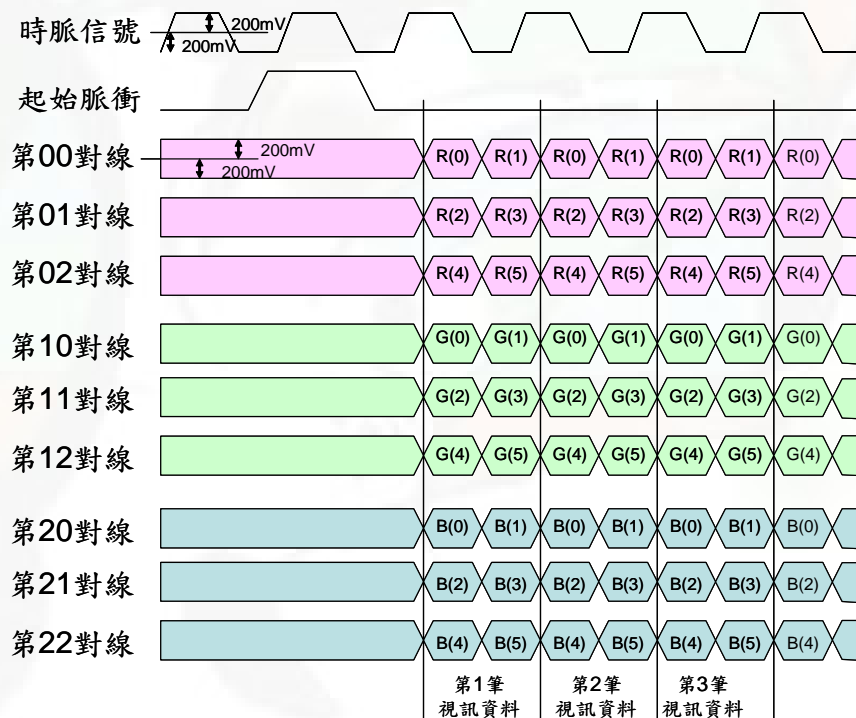 時脈信號 200mV
200mV
起始脈衝
第00對線 200mV R(0) R(1) R(0) R(1) R(0) R(1) R(0)
200mV
第01對線 R(2) R(3) R(2) R(3) R(2) R(3) R(2)
第02對線 R(4) R(5) R(4) R(5) R(4) R(5) R(4)
第10對線 G(0) G(1) G(0) G(1) G(0) G(1) G(0)
第11對線 G(2) G(3) G(2) G(3) G(2) G(3) G(2)
第12對線 G(4) G(5) G(4) G(5) G(4) G(5) G(4)
第20對線 B(0) B(1) B(0) B(1) B(0) B(1) B(0)
第21對線 B(2) B(3) B(2) B(3) B(2) B(3) B(2)
第22對線 B(4) B(5) B(4) B(5) B(4) B(5) B(4)
第1筆 第2筆 第3筆
視訊資料 視訊資料 視訊資料